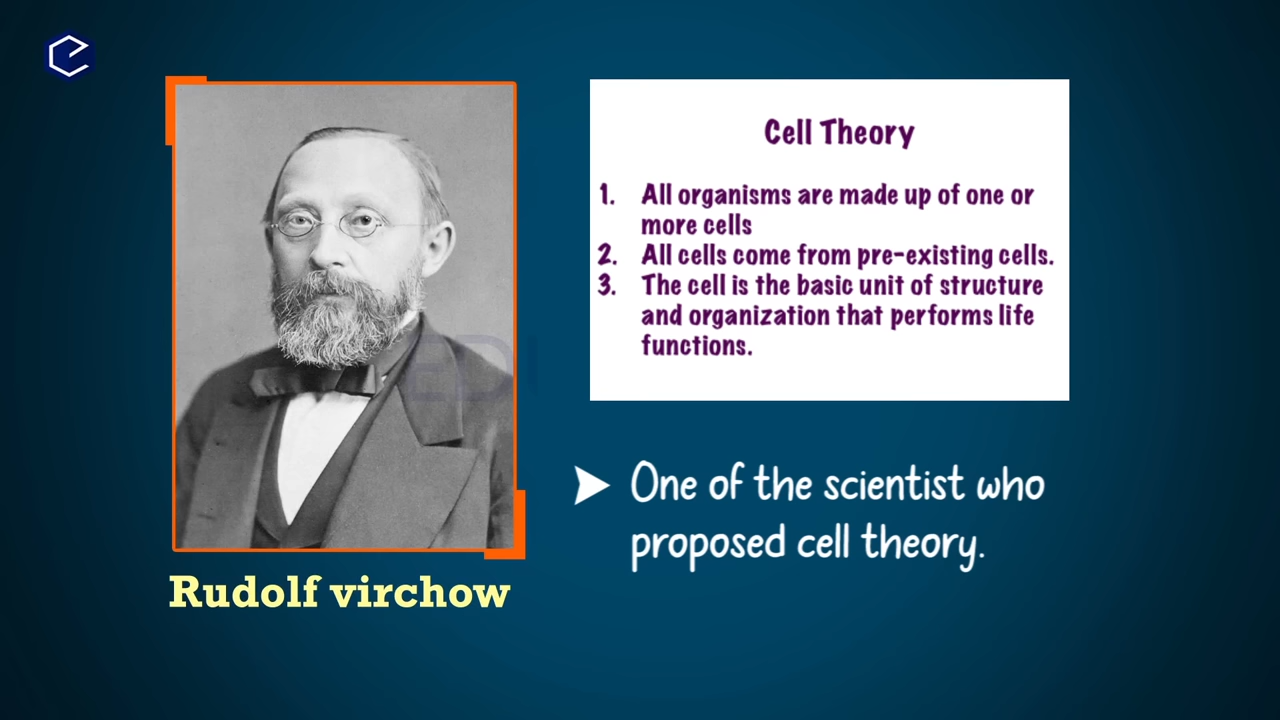 Cell Theory
1. All organisms are made up of one or
more cells
2. All cells come from pre-existing cells.
3. The cell is the basic unit of structure
and organization that performs life
functions.
One of the scientist who
proposed cell theory.
Rudolf virchow